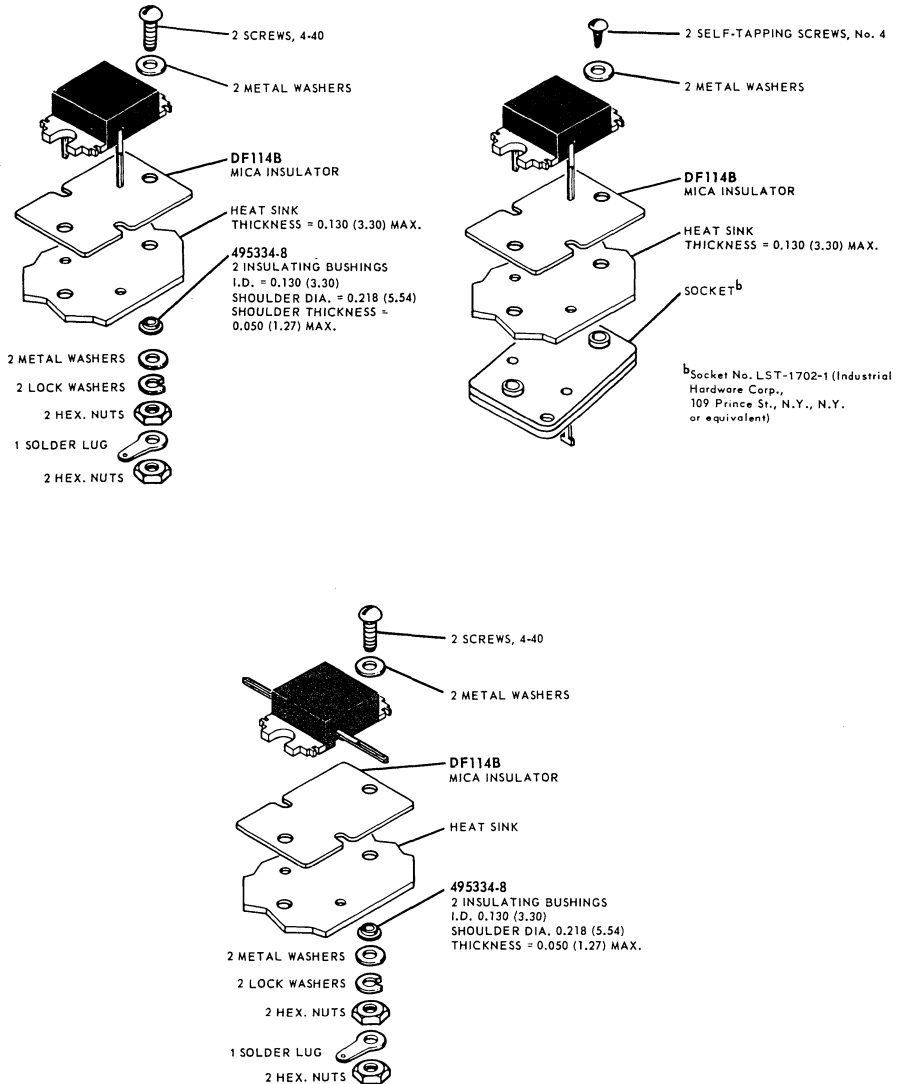 2 SCREWS, 4-40
2 METAL WASHERS
DF114B
MICA INSULATOR
HEAT SINK
THICKNESS = 0.130 (3.30) MAX.
495334-8
2 INSULATING BUSHINGS
I.D. = 0.130 (3.30)
SHOULDER DIA. = 0.218 (5.54)
SHOULDER THICKNESS =
0.050 (1.27) MAX.
2 METAL WASHERS
2 LOCK WASHERS
2 HEX. NUTS
1 SOLDER LUG
2 HEX. NUTS
2 SELF-TAPPING SCREWS, No. 4
2 METAL WASHERS
DF114B
MICA INSULATOR
HEAT SINK
THICKNESS = 0.130 (3.30) MAX.
SOCKETb
bSocket No. LST-1702-1 (Industrial
Hardware Corp.,
109 Prince St., N.Y., N.Y.
or equivalent)
2 SCREWS, 4-40
2 METAL WASHERS
DF114B
MICA INSULATOR
HEAT SINK
495334-8
2 INSULATING BUSHINGS
I.D. 0.130 (3.30)
SHOULDER DIA. 0.218 (5.54)
THICKNESS = 0.050 (1.27) MAX.
2 METAL WASHERS
2 LOCK WASHERS
2 HEX. NUTS
1 SOLDER LUG
2 HEX. NUTS